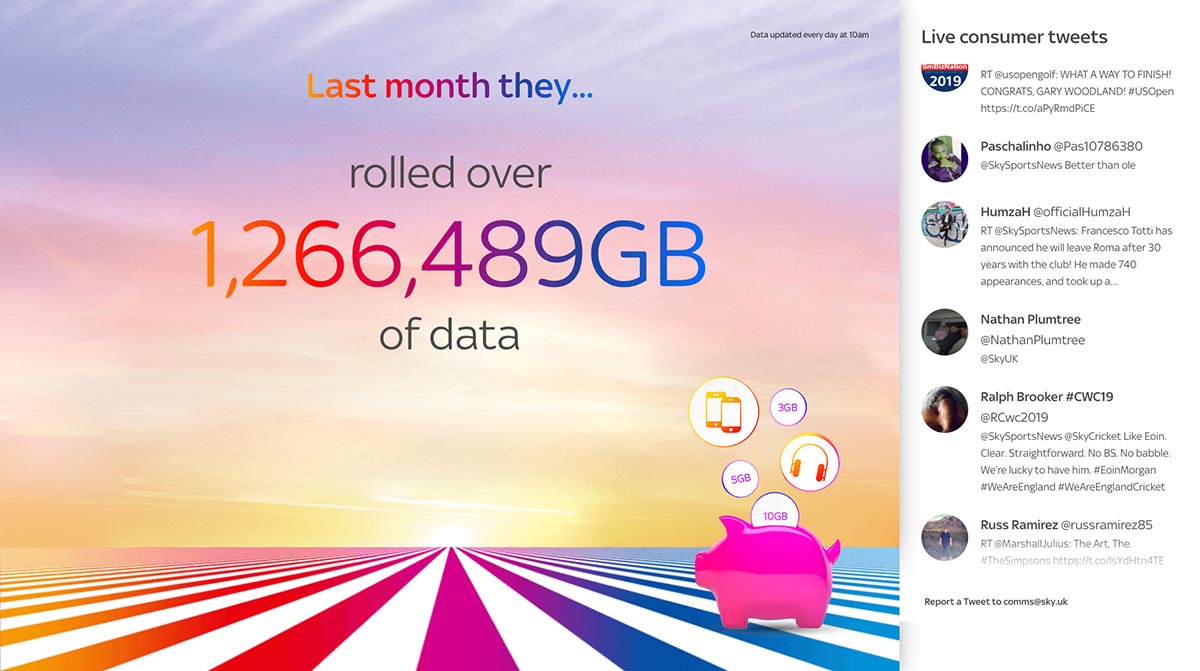 Data updated every day at 10am
Last month they...
rolled over
1,266,489GB
of data
3GB
5GB
10GB
Live consumer tweets
SmBizNation
2019
RT @usopengolf: WHAT A WAY TO FINISH!
CONGRATS, GARY WOODLAND! #USOpen
https://t.co/aPyRmdPiCE
Paschalinho @Pas10786380
@SkySportsNews Better than ole
HumzaH @officialHumzaH
RT @SkySportsNews: Francesco Totti has
announced he will leave Roma after 30
years with the club! He made 740
appearances, and took up a...
Nathan Plumtree
@NathanPlumtree
@SkyUK
Ralph Brooker #CWC19
@RCwc2019
@SkySportsNews @SkyCricket Like Eoin.
Clear. Straightforward. No BS. No babble.
We're lucky to have him. #EoinMorgan
#WeAreEngland #WeAreEnglandCricket
Russ Ramirez @russramirez85
RT @MarshallJulius: The Art, The.
#TheSimpsons https://t.co/IsYdHtn4TE
Report a Tweet to comms@sky.uk